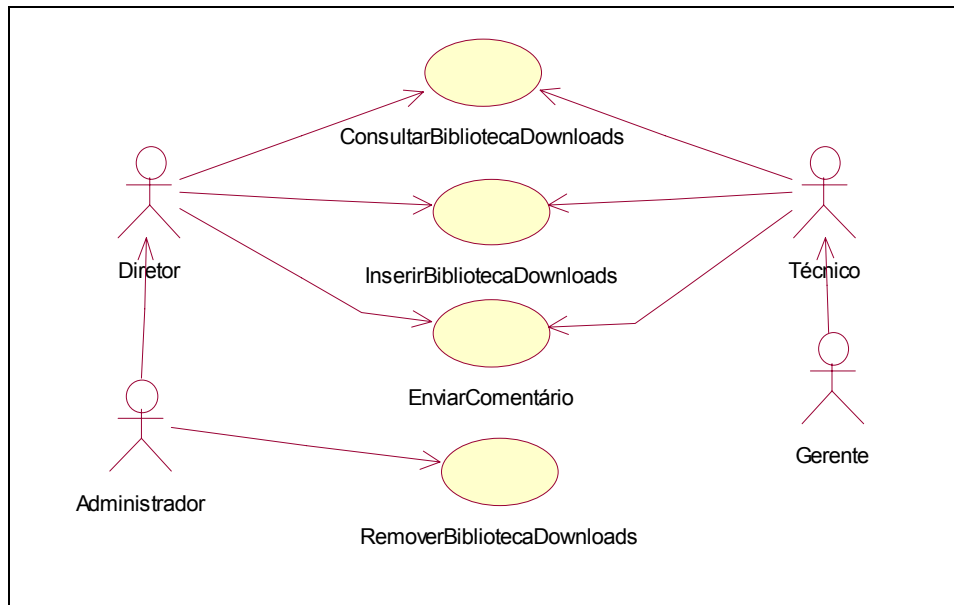 ConsultarBibliotecaDownloads
Diretor
InserirBibliotecaDownloads
Técnico
EnviarComentário
Gerente
Administrador
RemoverBibliotecaDownloads